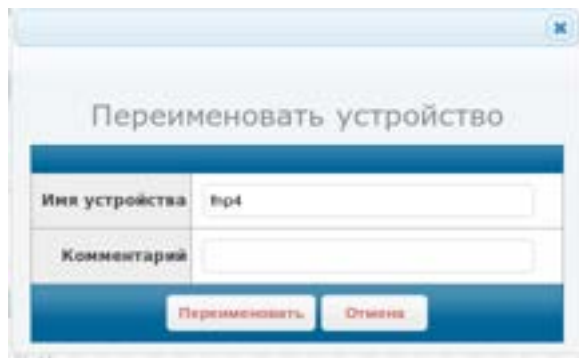 Переименовать устройство
Имя устройства
Комментарий
Переименовать
Отмена